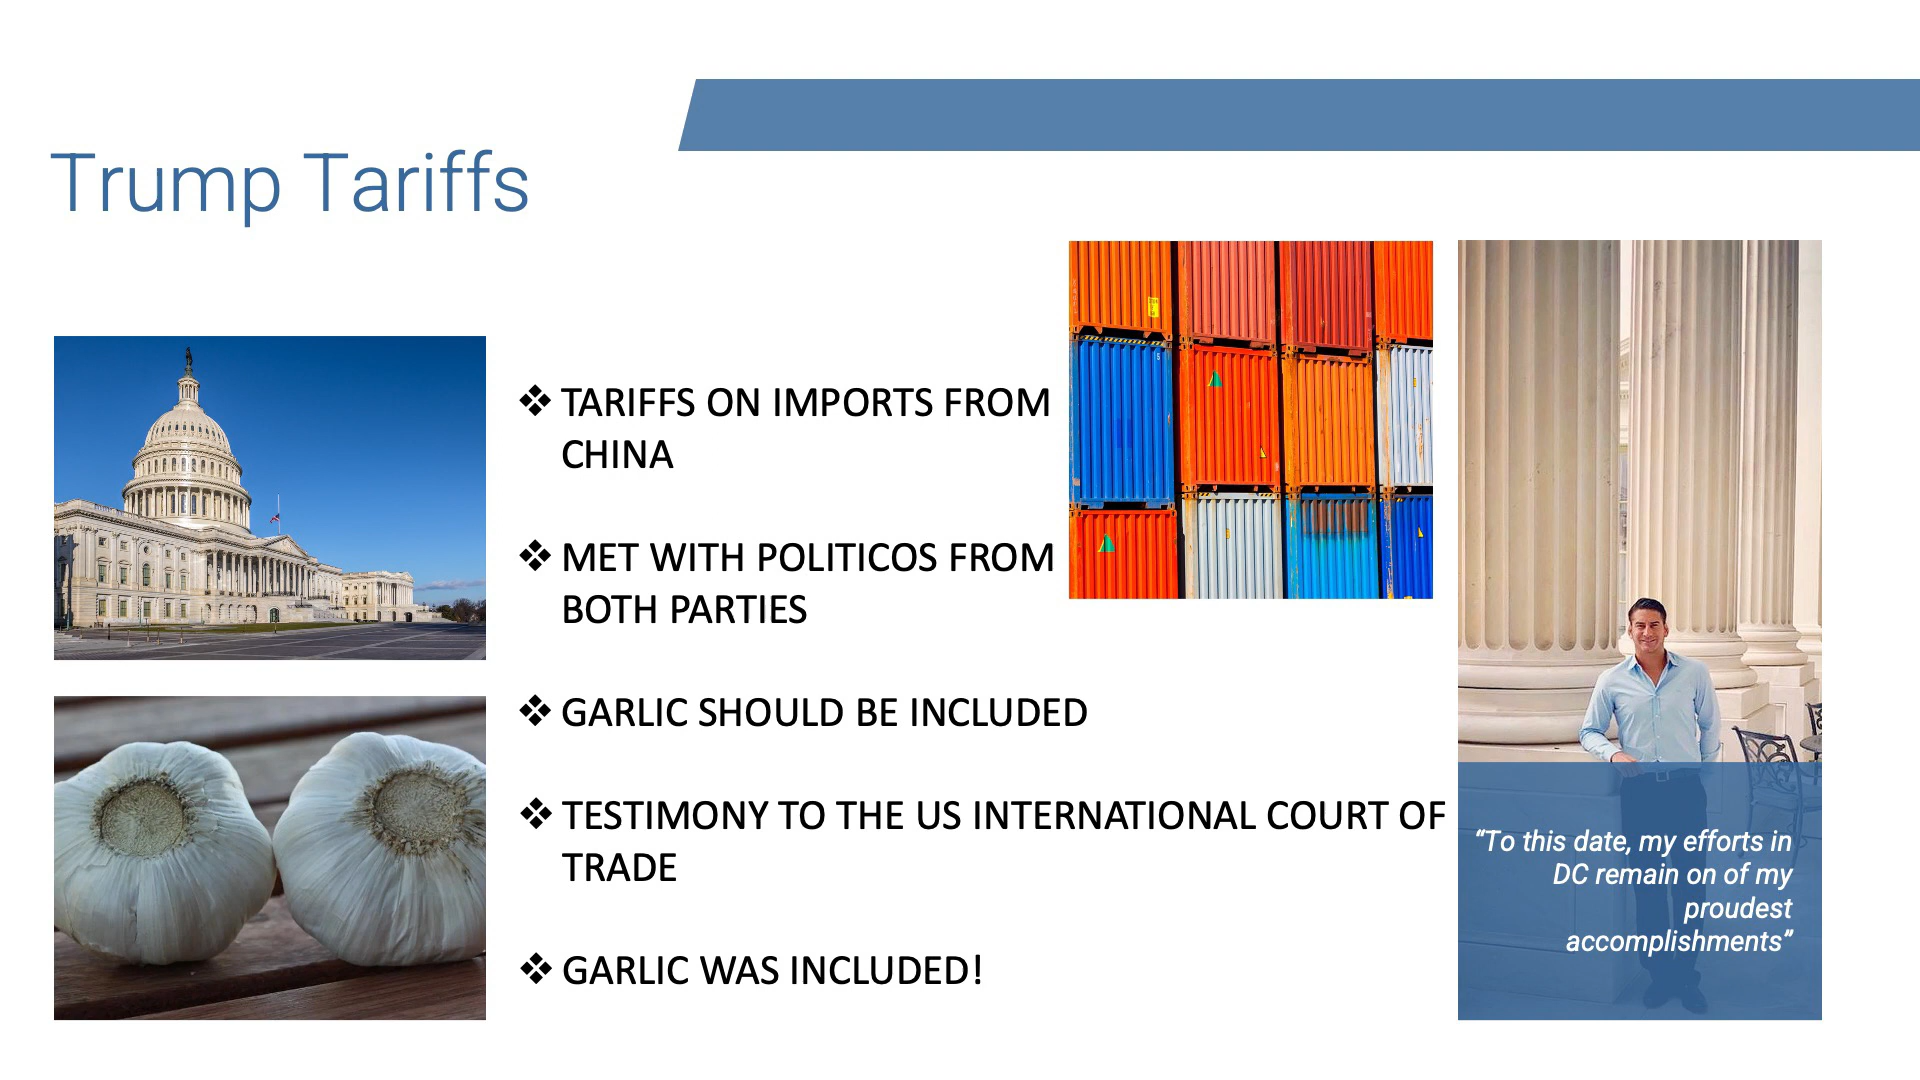 Trump Tariffs
❖ TARIFFS ON IMPORTS FROM
CHINA
❖ MET WITH POLITICOS FROM
BOTH PARTIES
❖ GARLIC SHOULD BE INCLUDED
❖ TESTIMONY TO THE US INTERNATIONAL COURT OF
TRADE
❖ GARLIC WAS INCLUDED!
“To this date, my efforts in
DC remain on of my
proudest
accomplishments”